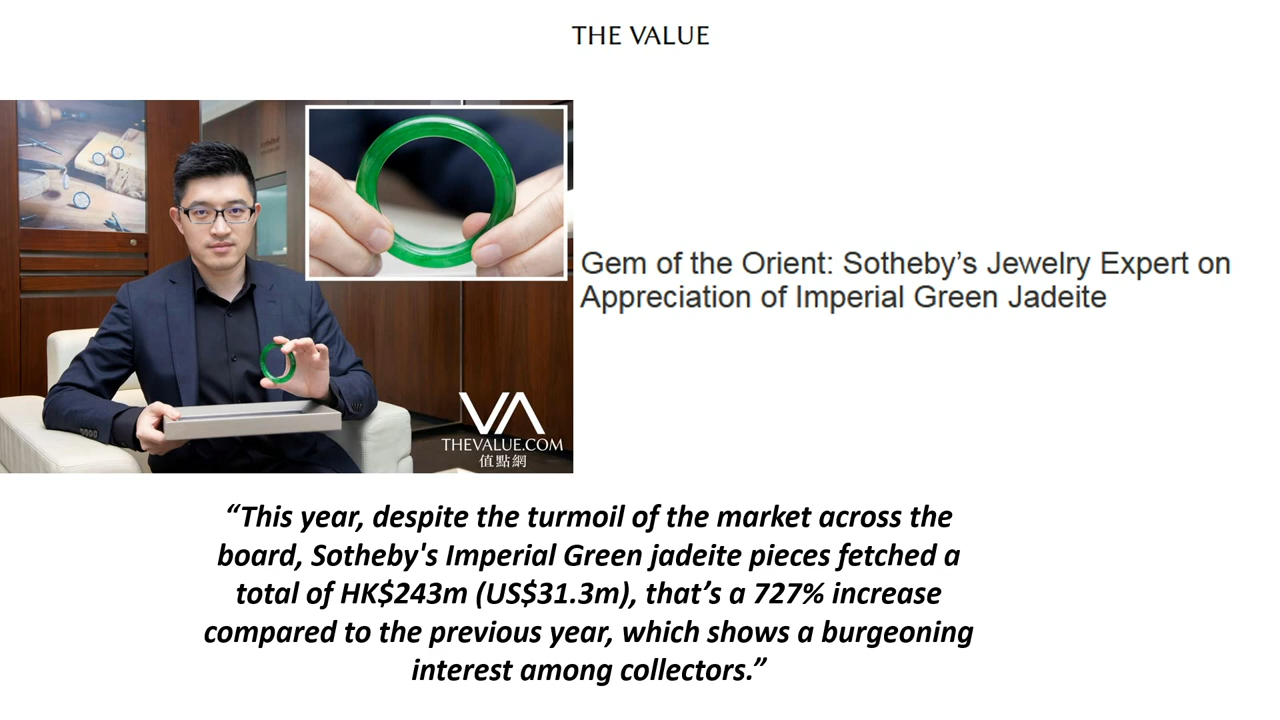 THE VALUE
Gem of the Orient: Sotheby’s Jewelry Expert on
Appreciation of Imperial Green Jadeite
VA
THEVALUE.COM
值點網
“This year, despite the turmoil of the market across the
board, Sotheby's Imperial Green jadeite pieces fetched a
total of HK$243m (US$31.3m), that’s a 727% increase
compared to the previous year, which shows a burgeoning
interest among collectors.”